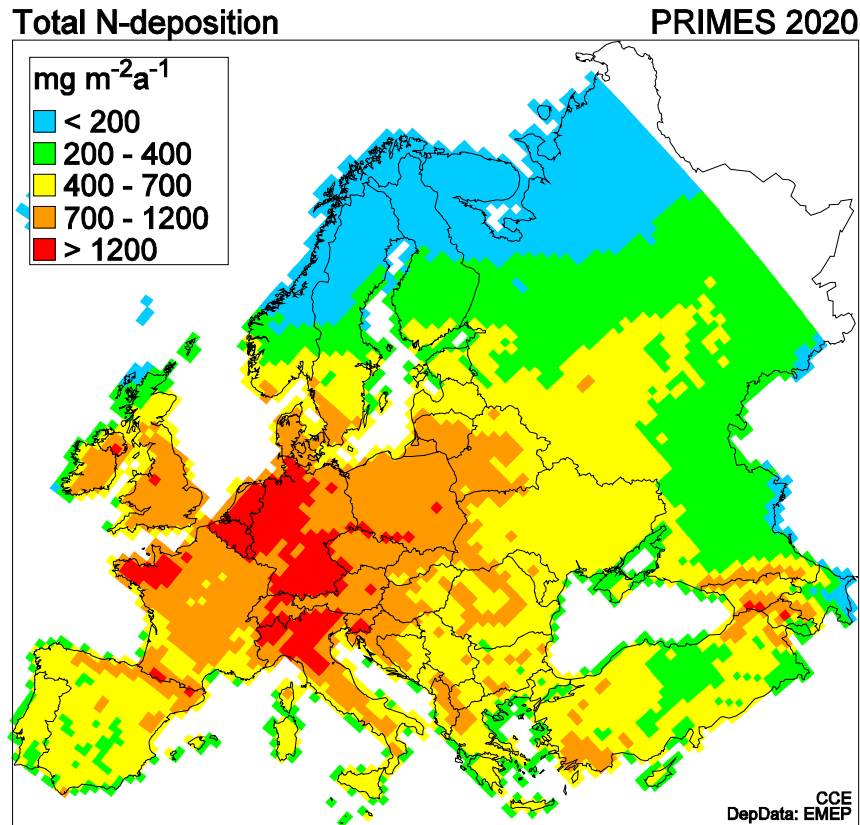 Total N-deposition PRIMES 2020
mg m⁻²a⁻¹
< 200
200 - 400
400 - 700
700 - 1200
> 1200
CCE
DepData: EMEP